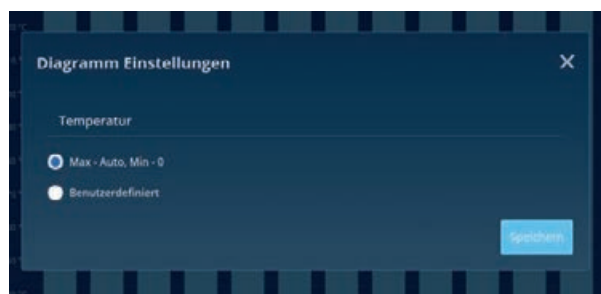 Diagramm Einstellungen
Temperatur
Max - Auto, Min - 0
Benutzerdefiniert
Speichern